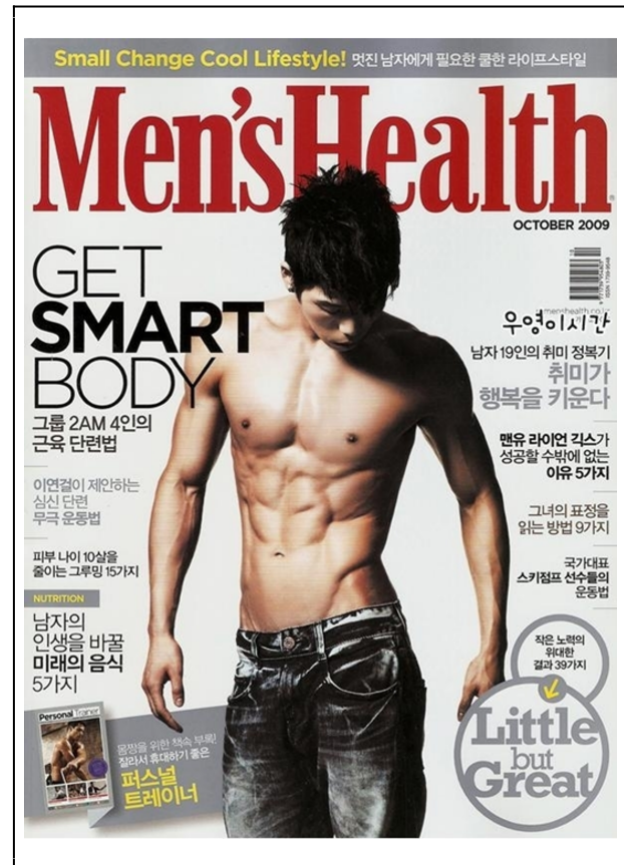 Small Change Cool Lifestyle! 멋진 남자에게 필요한 쿨한 라이프스타일
Men'sHealth
OCTOBER 2009
GET
SMART
BODY
그룹 2AM 4인의
근육 단련법
이연걸이 제안하는
심신 단련
무극 운동법
피부 나이 10살을
줄이는 그루밍 15가지
NUTRITION
남자의
인생을 바꿀
미래의 음식
5가지
Personal Trainer
몸짱을 위한 책속 부록!
잘라서 휴대하기 좋은
퍼스널
트레이너
우영이시간
남자 19인의 취미 정복기
취미가
행복을 키운다
맨유 라이언 긱스가
성공할 수밖에 없는
이유 5가지
그녀의 표정을
읽는 방법 9가지
국가대표
스키점프 선수들의
운동법
작은 노력의
위대한
결과 39가지
Little
but
Great